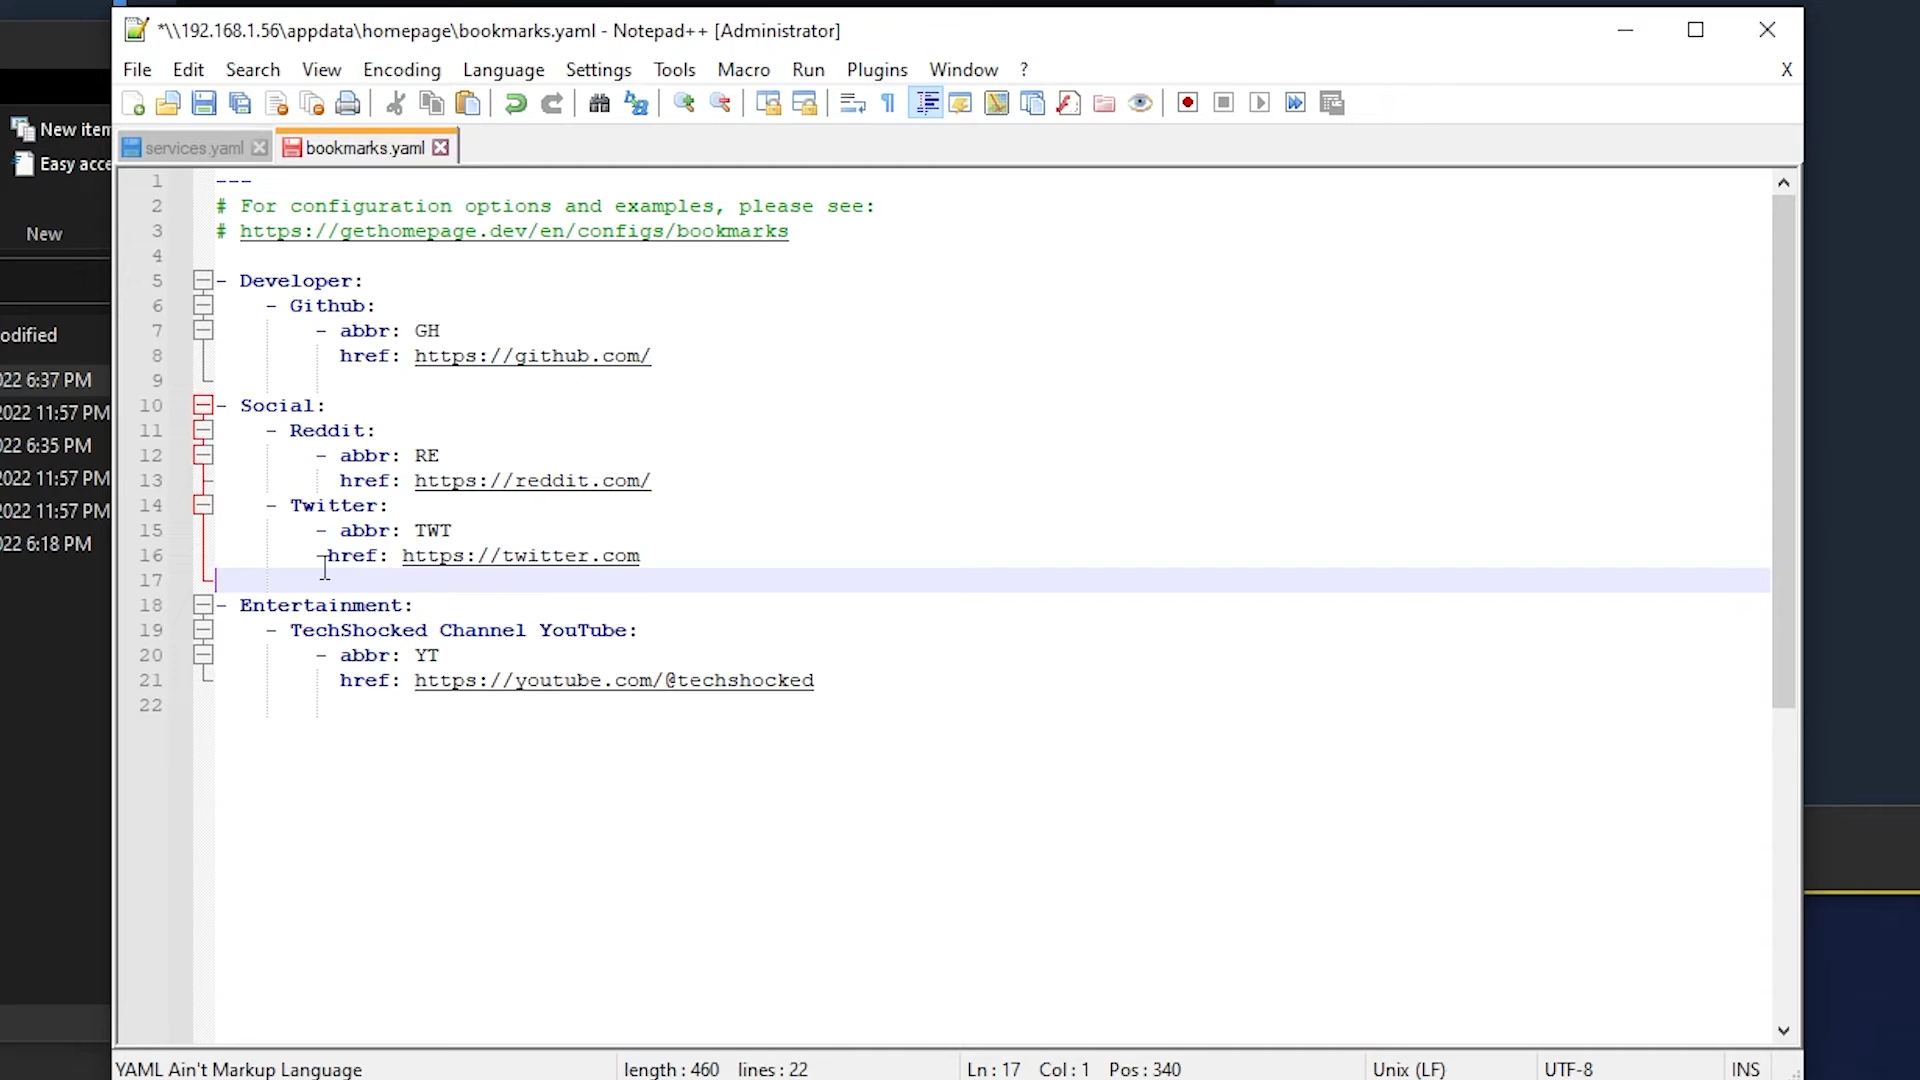 *\\192.168.1.56\appdata\homepage\bookmarks.yaml - Notepad++ [Administrator]
File Edit Search View Encoding Language Settings Tools Macro Run Plugins Window ? X
New item
Easy acce
New
odified
022 6:37 PM
2022 11:57 PM
022 6:35 PM
2022 11:57 PM
2022 11:57 PM
022 6:18 PM
services.yaml bookmarks.yaml
1 ---
2 # For configuration options and examples, please see:
3 # https://gethomepage.dev/en/configs/bookmarks
4
5 - Developer:
6 - Github:
7 - abbr: GH
8 href: https://github.com/
9
10 - Social:
11 - Reddit:
12 - abbr: RE
13 href: https://reddit.com/
14 - Twitter:
15 - abbr: TWT
16 -href: https://twitter.com
17
18 - Entertainment:
19 - TechShocked Channel YouTube:
20 - abbr: YT
21 href: https://youtube.com/@techshocked
22
YAML Ain't Markup Language length : 460 lines : 22 Ln : 17 Col : 1 Pos : 340 Unix (LF) UTF-8 INS